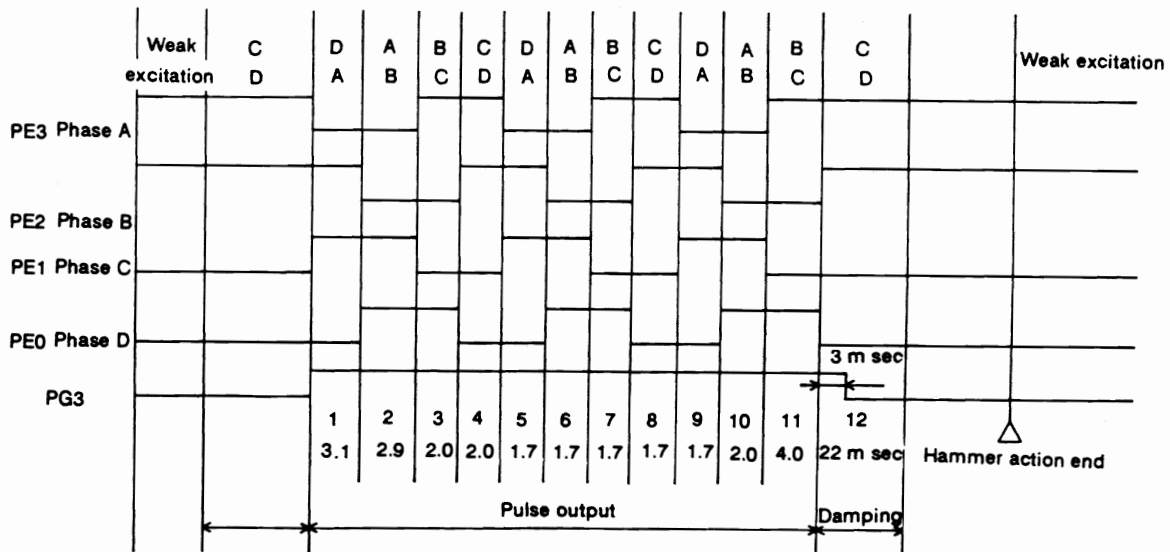 Weak C D A B C D A B C D A B C
excitation D A B C D A B C D A B C D Weak excitation
PE3 Phase A
PE2 Phase B
PE1 Phase C
PE0 Phase D
3 m sec
PG3
1 2 3 4 5 6 7 8 9 10 11 12
3.1 2.9 2.0 2.0 1.7 1.7 1.7 1.7 1.7 2.0 4.0 22 m sec Hammer action end
Pulse output Damping